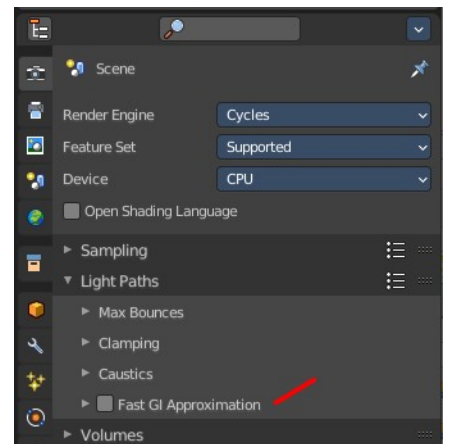 Scene
Render Engine Cycles
Feature Set Supported
Device CPU
Open Shading Language
Sampling
Light Paths
Max Bounces
Clamping
Caustics
Fast GI Approximation
Volumes